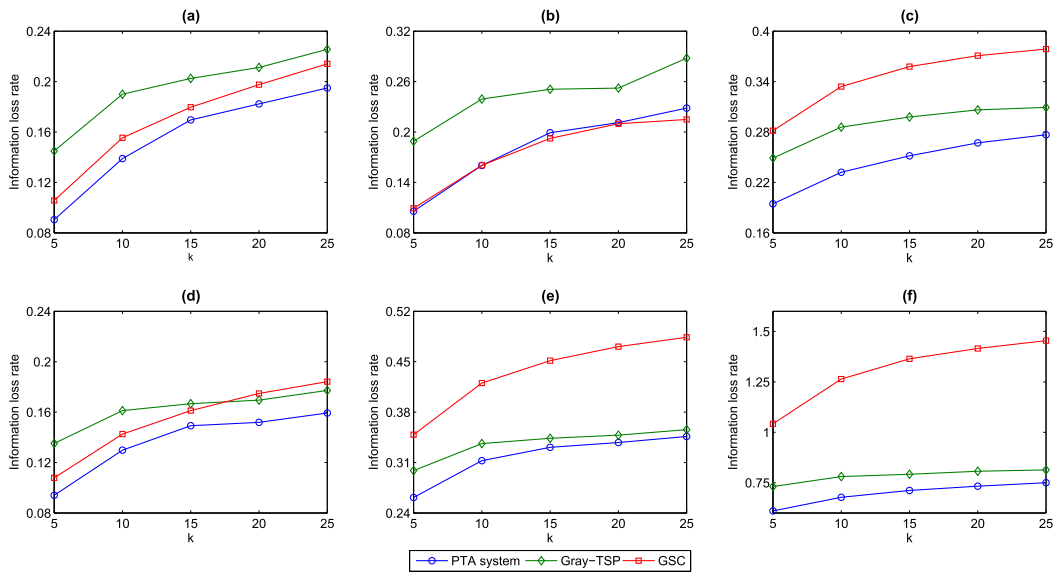 (a)
Information loss rate
0.24
0.2
0.16
0.12
0.08
5 10 15 20 25
k
(b)
Information loss rate
0.32
0.26
0.2
0.14
0.08
5 10 15 20 25
k
(c)
Information loss rate
0.4
0.34
0.28
0.22
0.16
5 10 15 20 25
k
(d)
Information loss rate
0.24
0.2
0.16
0.12
0.08
5 10 15 20 25
k
(e)
Information loss rate
0.52
0.45
0.38
0.31
0.24
5 10 15 20 25
k
(f)
Information loss rate
1.5
1.25
1
0.75
5 10 15 20 25
k
PTA system Gray−TSP GSC